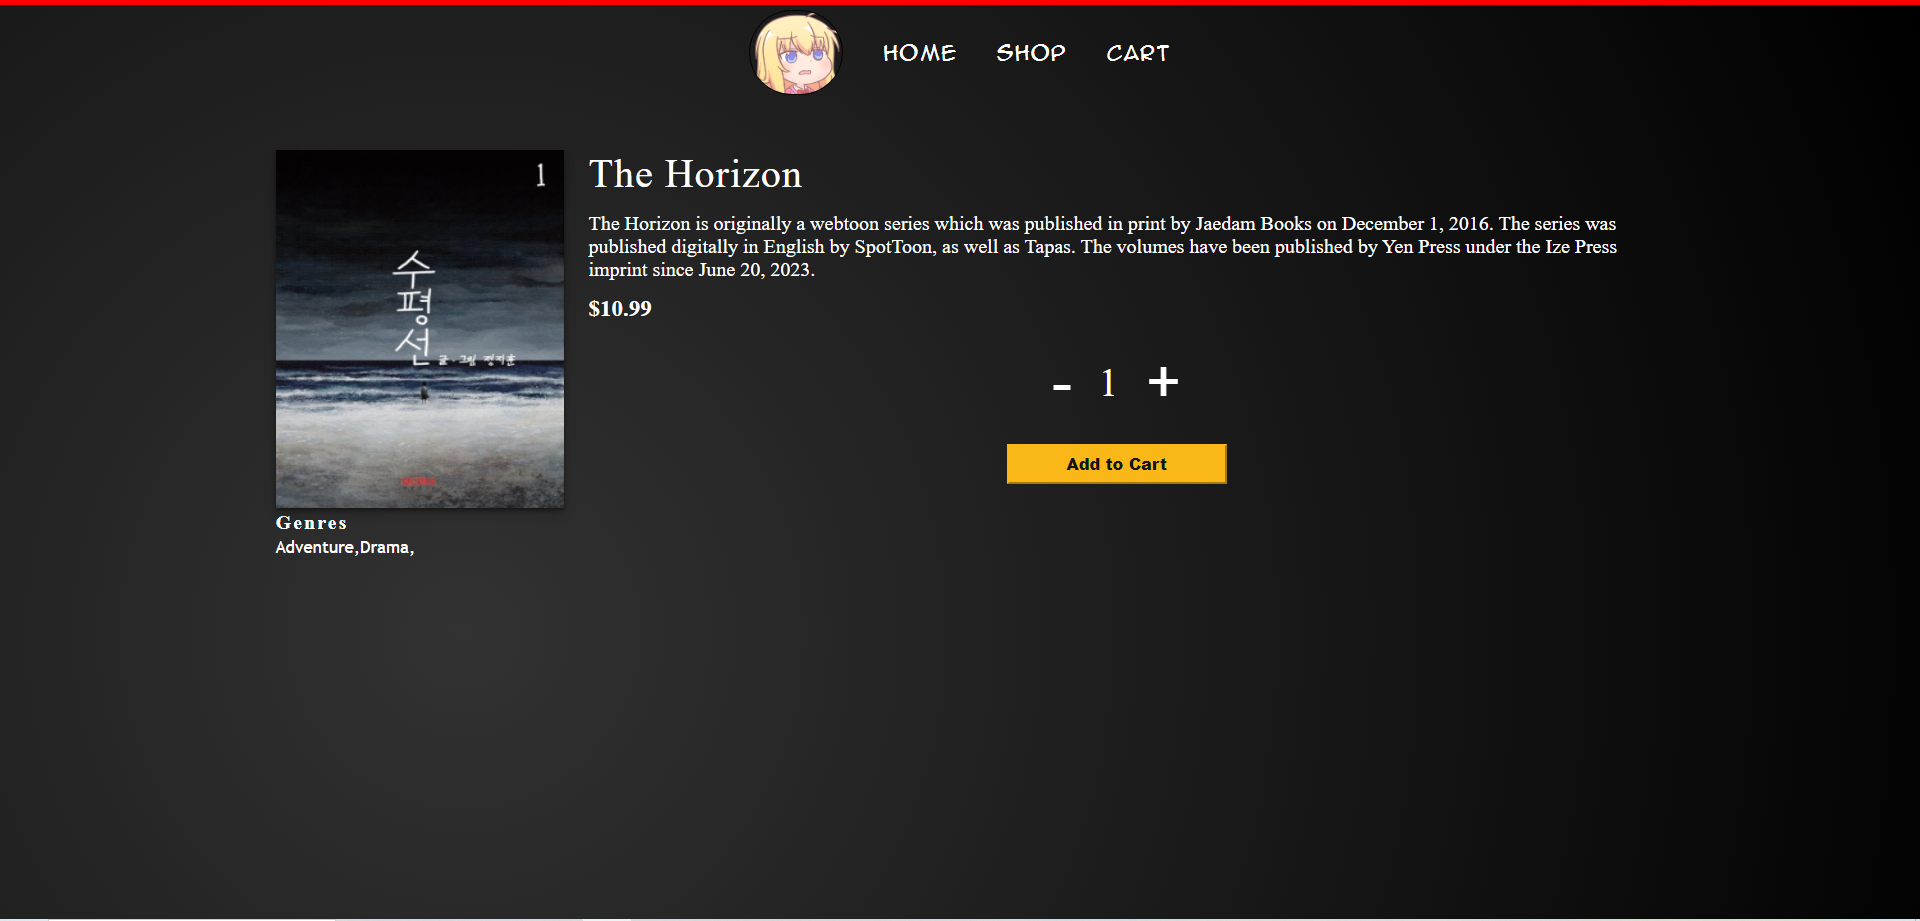 HOME SHOP CART
1
수평선
글·그림 정지훈
The Horizon
The Horizon is originally a webtoon series which was published in print by Jaedam Books on December 1, 2016. The series was
published digitally in English by SpotToon, as well as Tapas. The volumes have been published by Yen Press under the Ize Press
imprint since June 20, 2023.
$10.99
- 1 +
Add to Cart
Genres
Adventure,Drama,